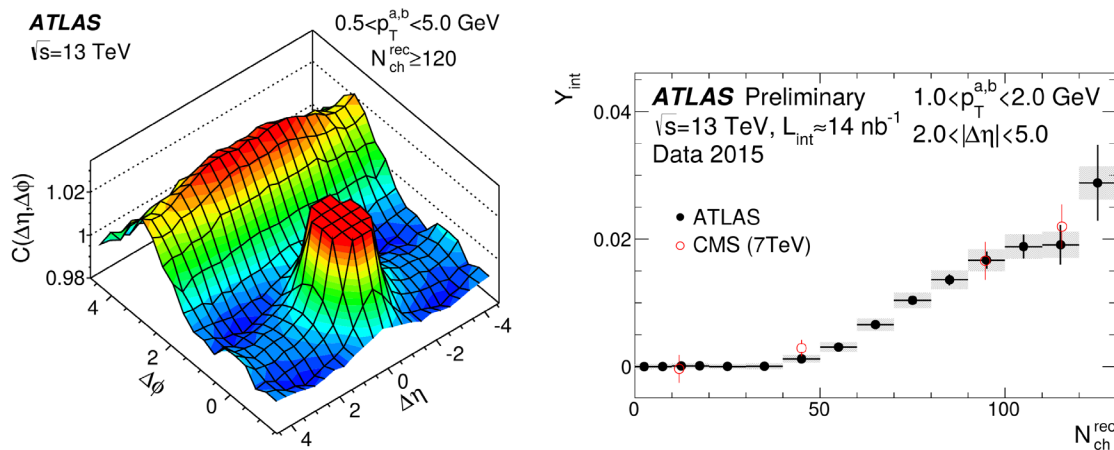 ATLAS
√s=13 TeV
0.5<p_T^{a,b}<5.0 GeV
N_ch^{rec}≥120
C(Δη,Δϕ)
1.02
1
0.98
4
2
0
Δϕ
4
2
0
-2
-4
Δη
Y_int
0.04
0.02
0
ATLAS Preliminary
√s=13 TeV, L_int≈14 nb^{-1}
Data 2015
1.0<p_T^{a,b}<2.0 GeV
2.0<|Δη|<5.0
ATLAS
CMS (7TeV)
0
50
100
N_ch^{rec}